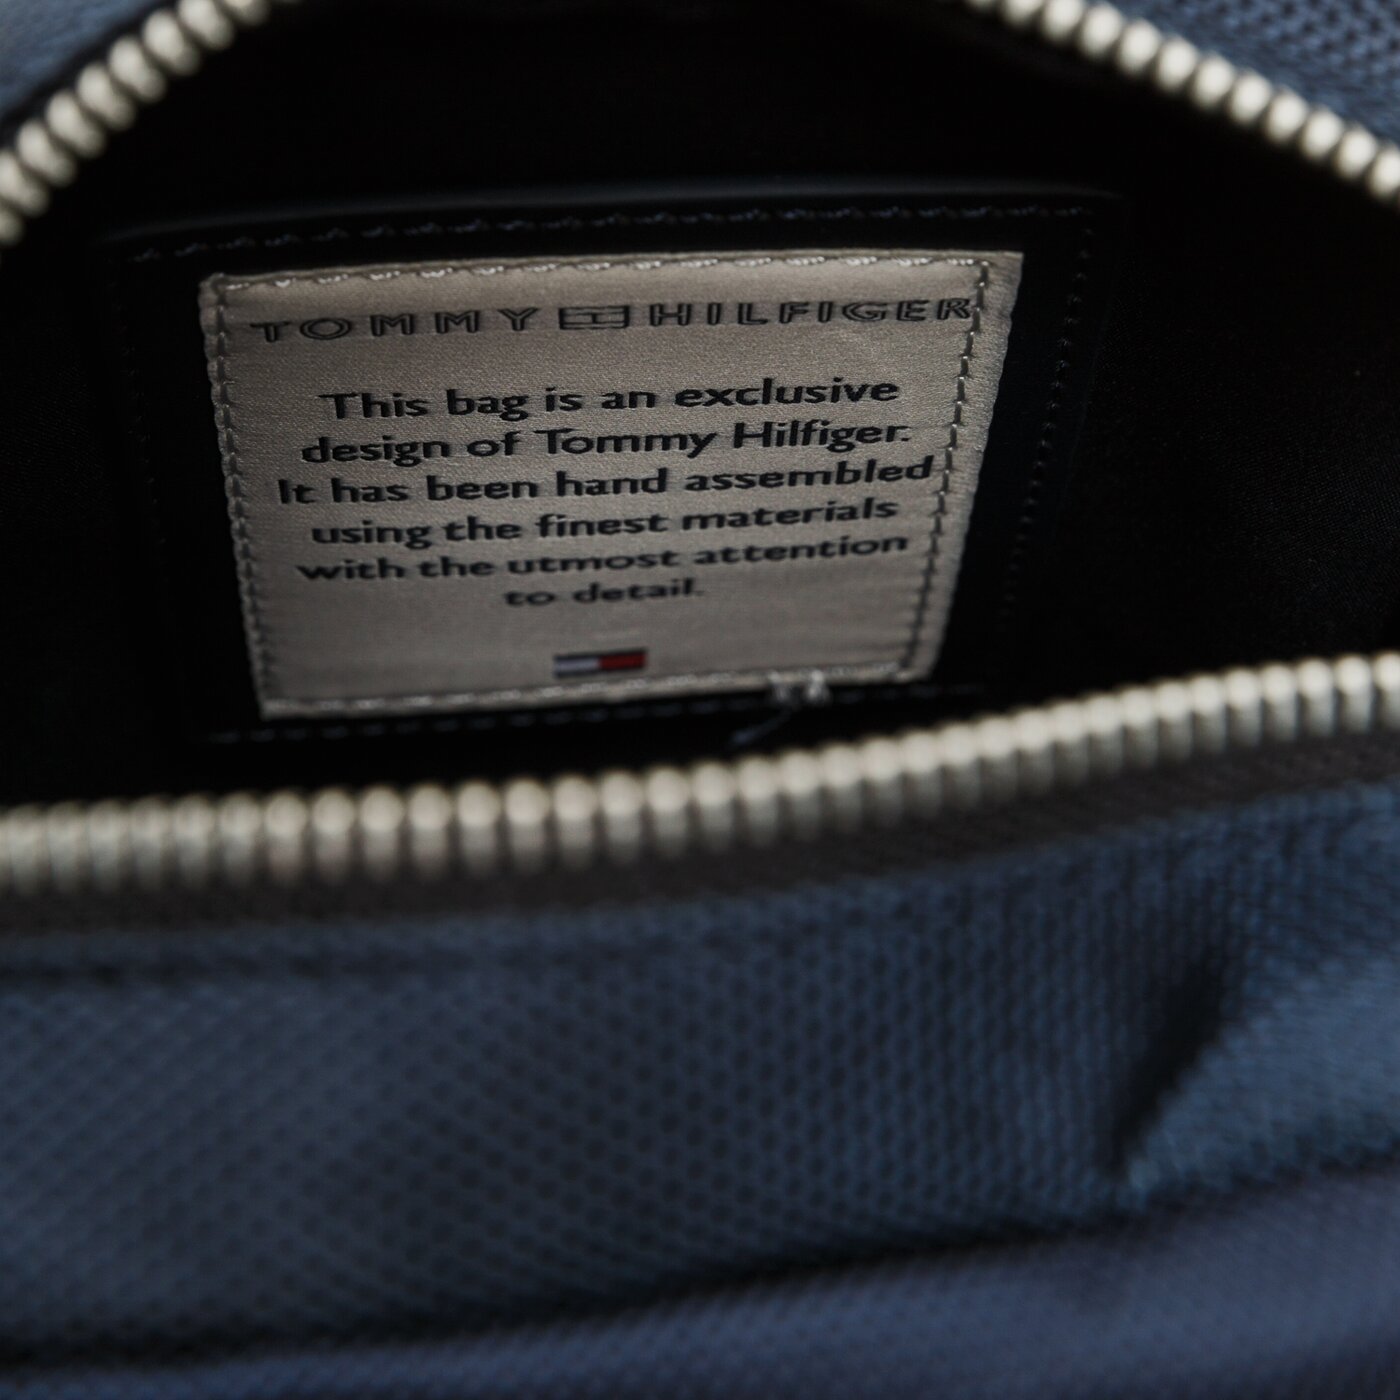 TOMMY HILFIGER
This bag is an exclusive
design of Tommy Hilfiger.
It has been hand assembled
using the finest materials
with the utmost attention
to detail.